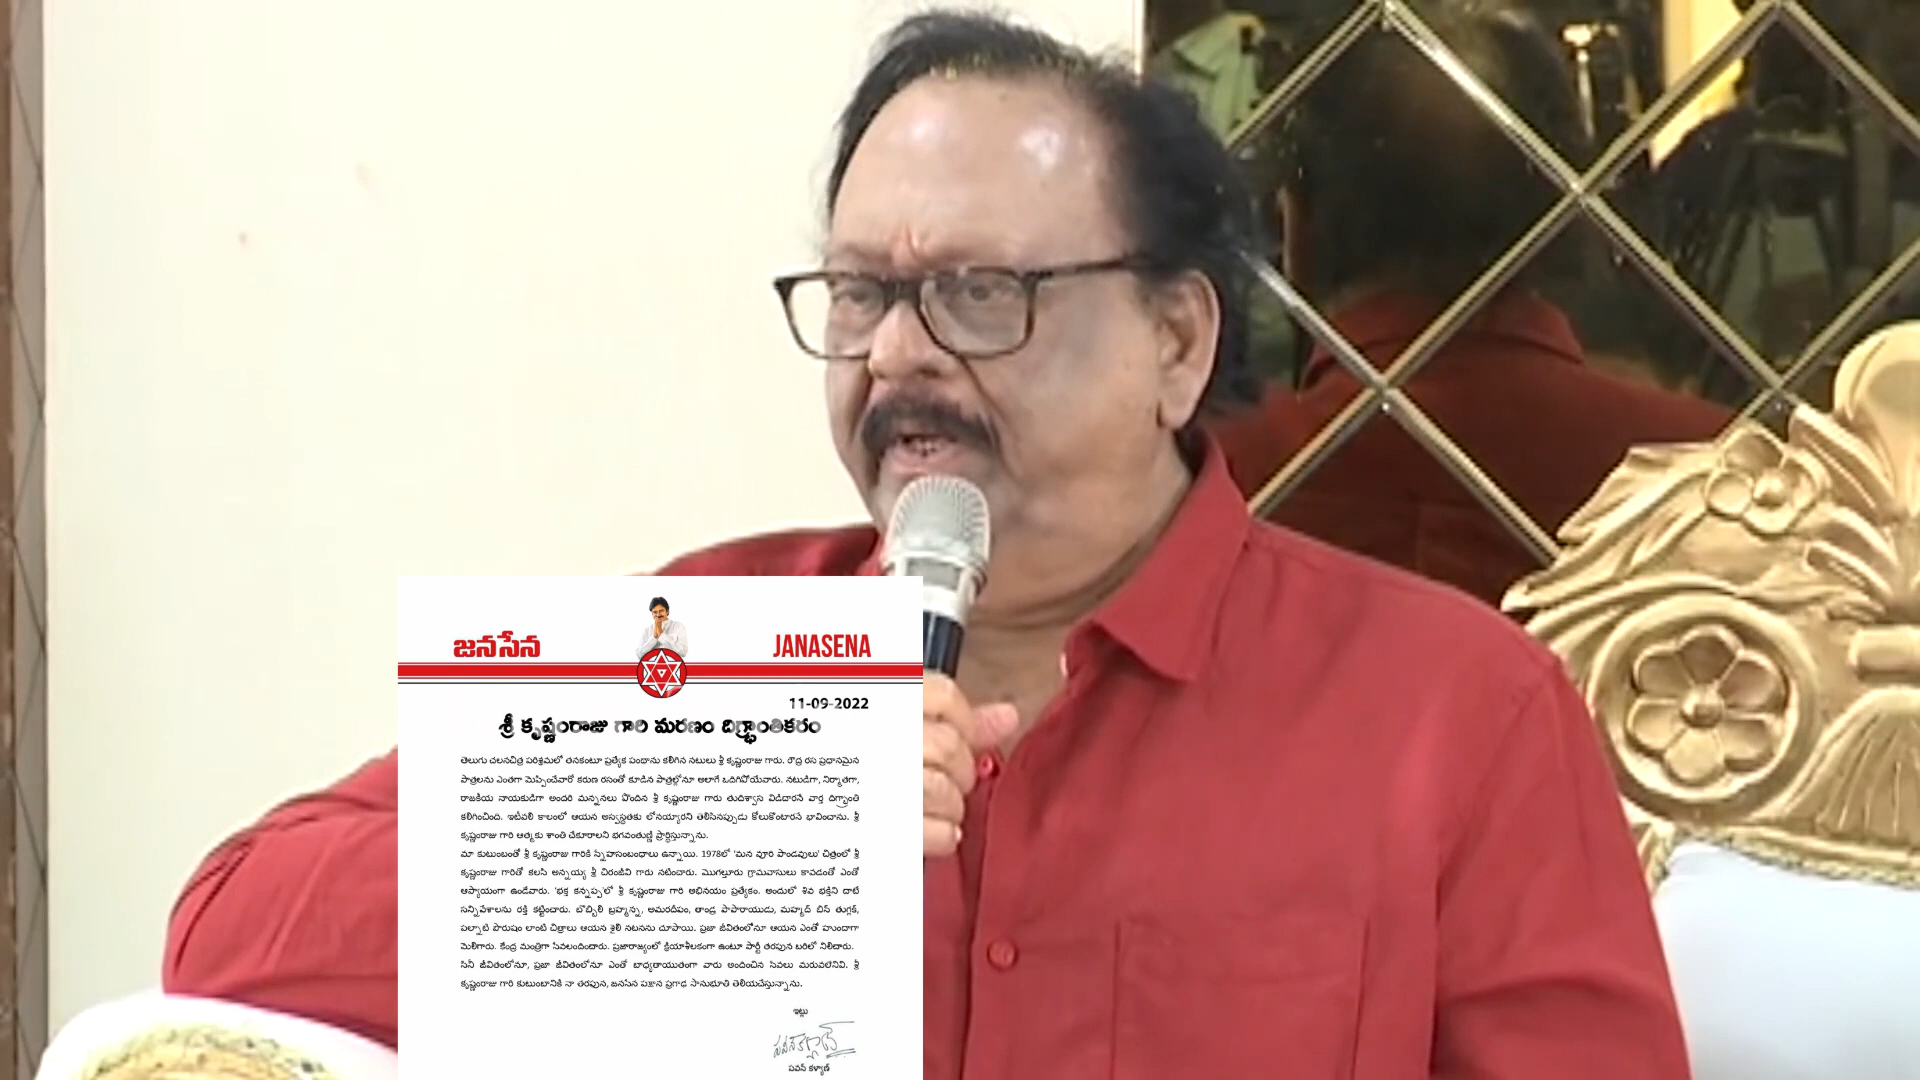 జనసేన
JANASENA
11-09-2022
శ్రీ కృష్ణంరాజు గారి మరణం దిగ్భ్రాంతికరం
తెలుగు చలనచిత్ర పరిశ్రమలో తనకంటూ ప్రత్యేక పంథాను కలిగిన నటులు శ్రీ కృష్ణంరాజు గారు. రౌద్ర రస ప్రధానమైన
పాత్రలను ఎంతగా మెప్పించేవారో కరుణ రసంతో కూడిన పాత్రల్లోనూ అలాగే ఒదిగిపోయేవారు. నటుడిగా, నిర్మాతగా,
రాజకీయ నాయకుడిగా అందరి మన్ననలు పొందిన శ్రీ కృష్ణంరాజు గారు తుదిశ్వాస విడిచారనే వార్త దిగ్భ్రాంతి
కలిగించింది. ఇటీవలి కాలంలో ఆయన అస్వస్థతకు లోనయ్యారని తెలిసినప్పుడు కోలుకొంటారనే భావించాను. శ్రీ
కృష్ణంరాజు గారి ఆత్మకు శాంతి చేకూరాలని భగవంతుణ్ణి ప్రార్థిస్తున్నాను.
మా కుటుంబంతో శ్రీ కృష్ణంరాజు గారికి స్నేహసంబంధాలు ఉన్నాయి. 1978లో 'మన వూరి పాండవులు' చిత్రంలో శ్రీ
కృష్ణంరాజు గారితో కలసి అన్నయ్య శ్రీ చిరంజీవి గారు నటించారు. మొగల్తూరు గ్రామవాసులు కావడంతో ఎంతో
ఆప్యాయంగా ఉండేవారు. 'భక్త కన్నప్ప'లో శ్రీ కృష్ణంరాజు గారి అభినయం ప్రత్యేకం. అందులో శివ భక్తిని చాటే
సన్నివేశాలను రక్తి కట్టించారు. బొబ్బిలి బ్రహ్మన్న, అమరదీపం, తాండ్ర పాపారాయుడు, మహ్మద్ బిన్ తుగ్లక్,
పల్నాటి పౌరుషం లాంటి చిత్రాలు ఆయన శైలి నటనను చూపాయి. ప్రజా జీవితంలోనూ ఆయన ఎంతో హుందాగా
మెలిగారు. కేంద్ర మంత్రిగా సేవలందించారు. ప్రజారాజ్యంలో క్రియాశీలకంగా ఉంటూ పార్టీ తరఫున బరిలో నిలిచారు.
సినీ జీవితంలోనూ, ప్రజా జీవితంలోనూ ఎంతో బాధ్యతాయుతంగా వారు అందించిన సేవలు మరువలేనివి. శ్రీ
కృష్ణంరాజు గారి కుటుంబానికి నా తరఫున, జనసేన పక్షాన ప్రగాఢ సానుభూతి తెలియచేస్తున్నాను.
ఇట్లు
పవన్ కళ్యాణ్
పవన్ కళ్యాణ్